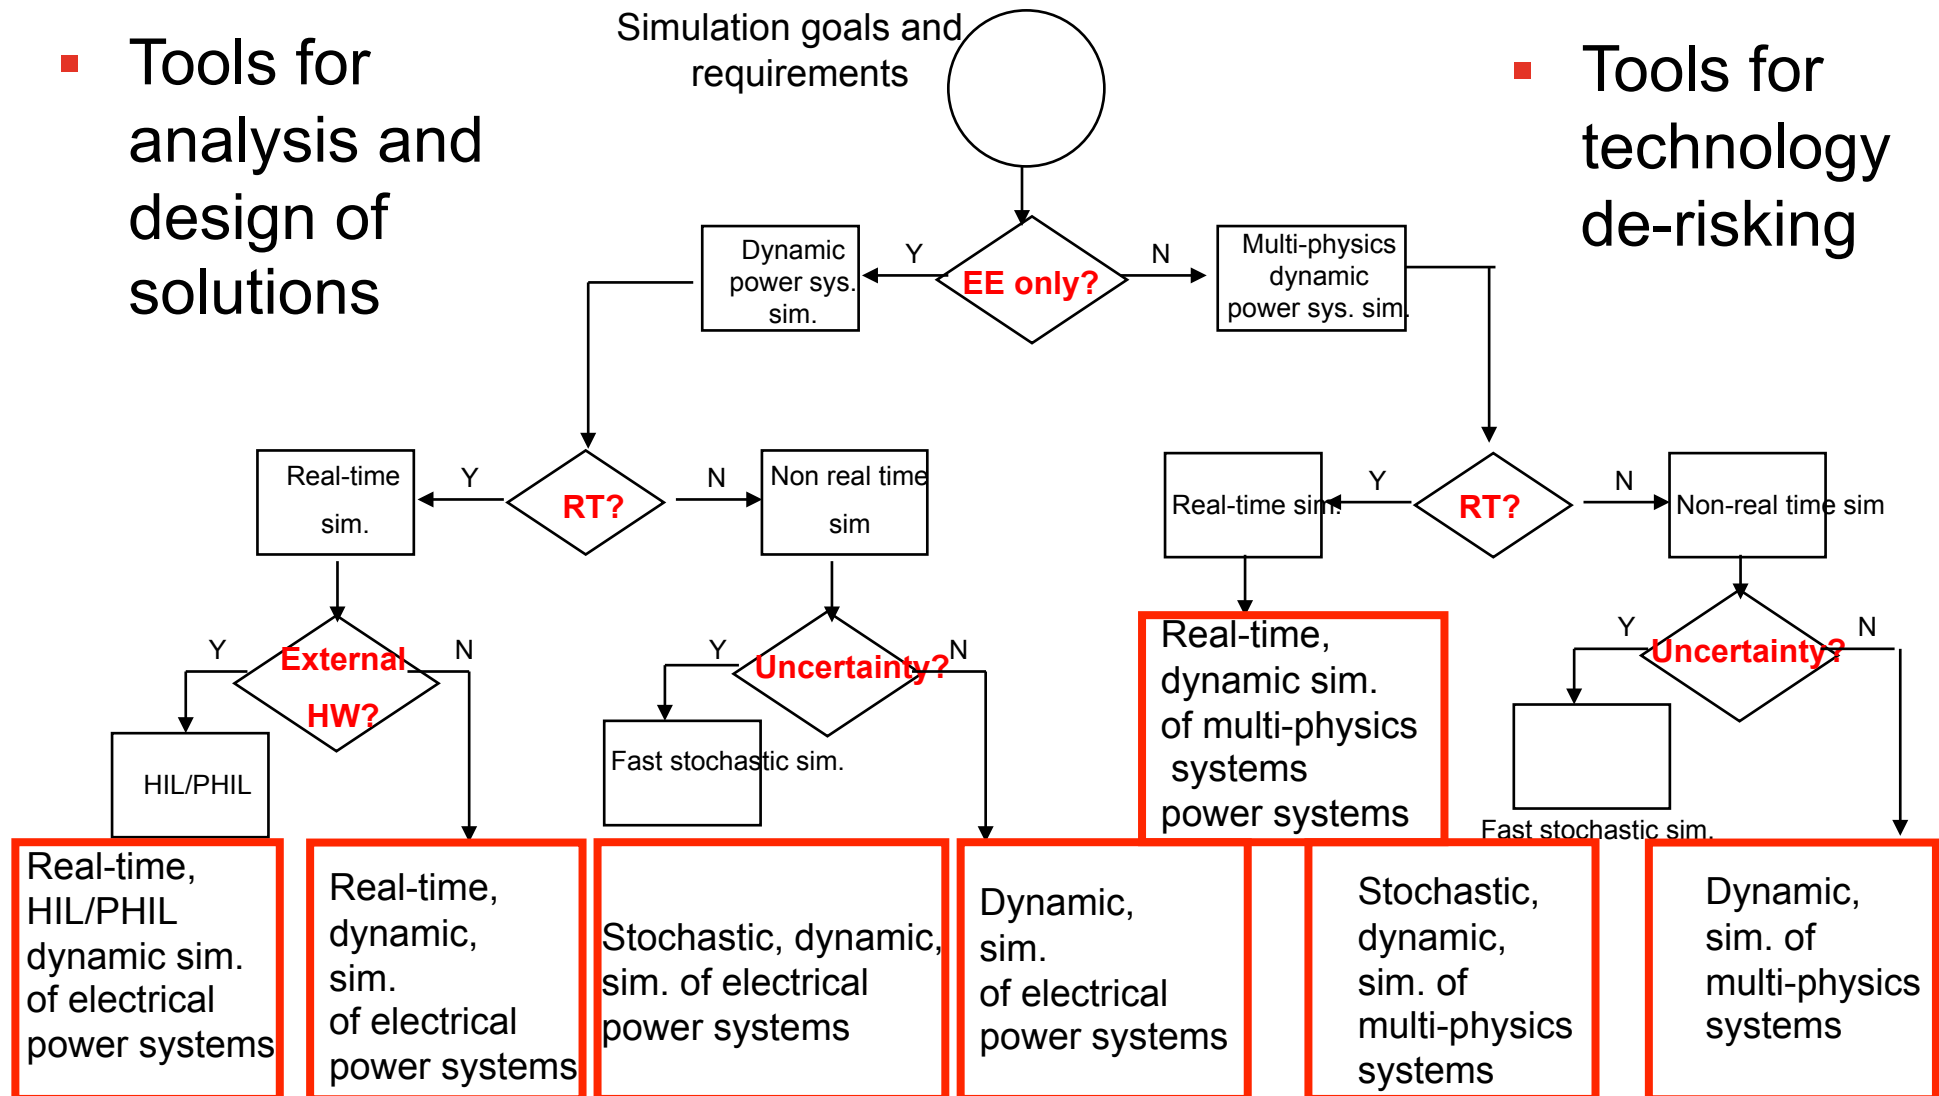 Tools for
analysis and
design of
solutions
Simulation goals and
requirements
Tools for
technology
de-risking
Dynamic
power sys.
sim.
Y
EE only?
N
Multi-physics
dynamic
power sys. sim.
Real-time
sim.
Y
RT?
N
Non real time
sim
Real-time sim.
Y
RT?
N
Non-real time sim
Y
External
HW?
N
Y
Uncertainty?
N
Real-time,
dynamic sim.
of multi-physics
systems
power systems
Y
Uncertainty?
N
HIL/PHIL
Fast stochastic sim.
Fast stochastic sim.
Real-time,
HIL/PHIL
dynamic sim.
of electrical
power systems
Real-time,
dynamic,
sim.
of electrical
power systems
Stochastic, dynamic,
sim. of electrical
power systems
Dynamic,
sim.
of electrical
power systems
Stochastic,
dynamic,
sim. of
multi-physics
systems
Dynamic,
sim. of
multi-physics
systems